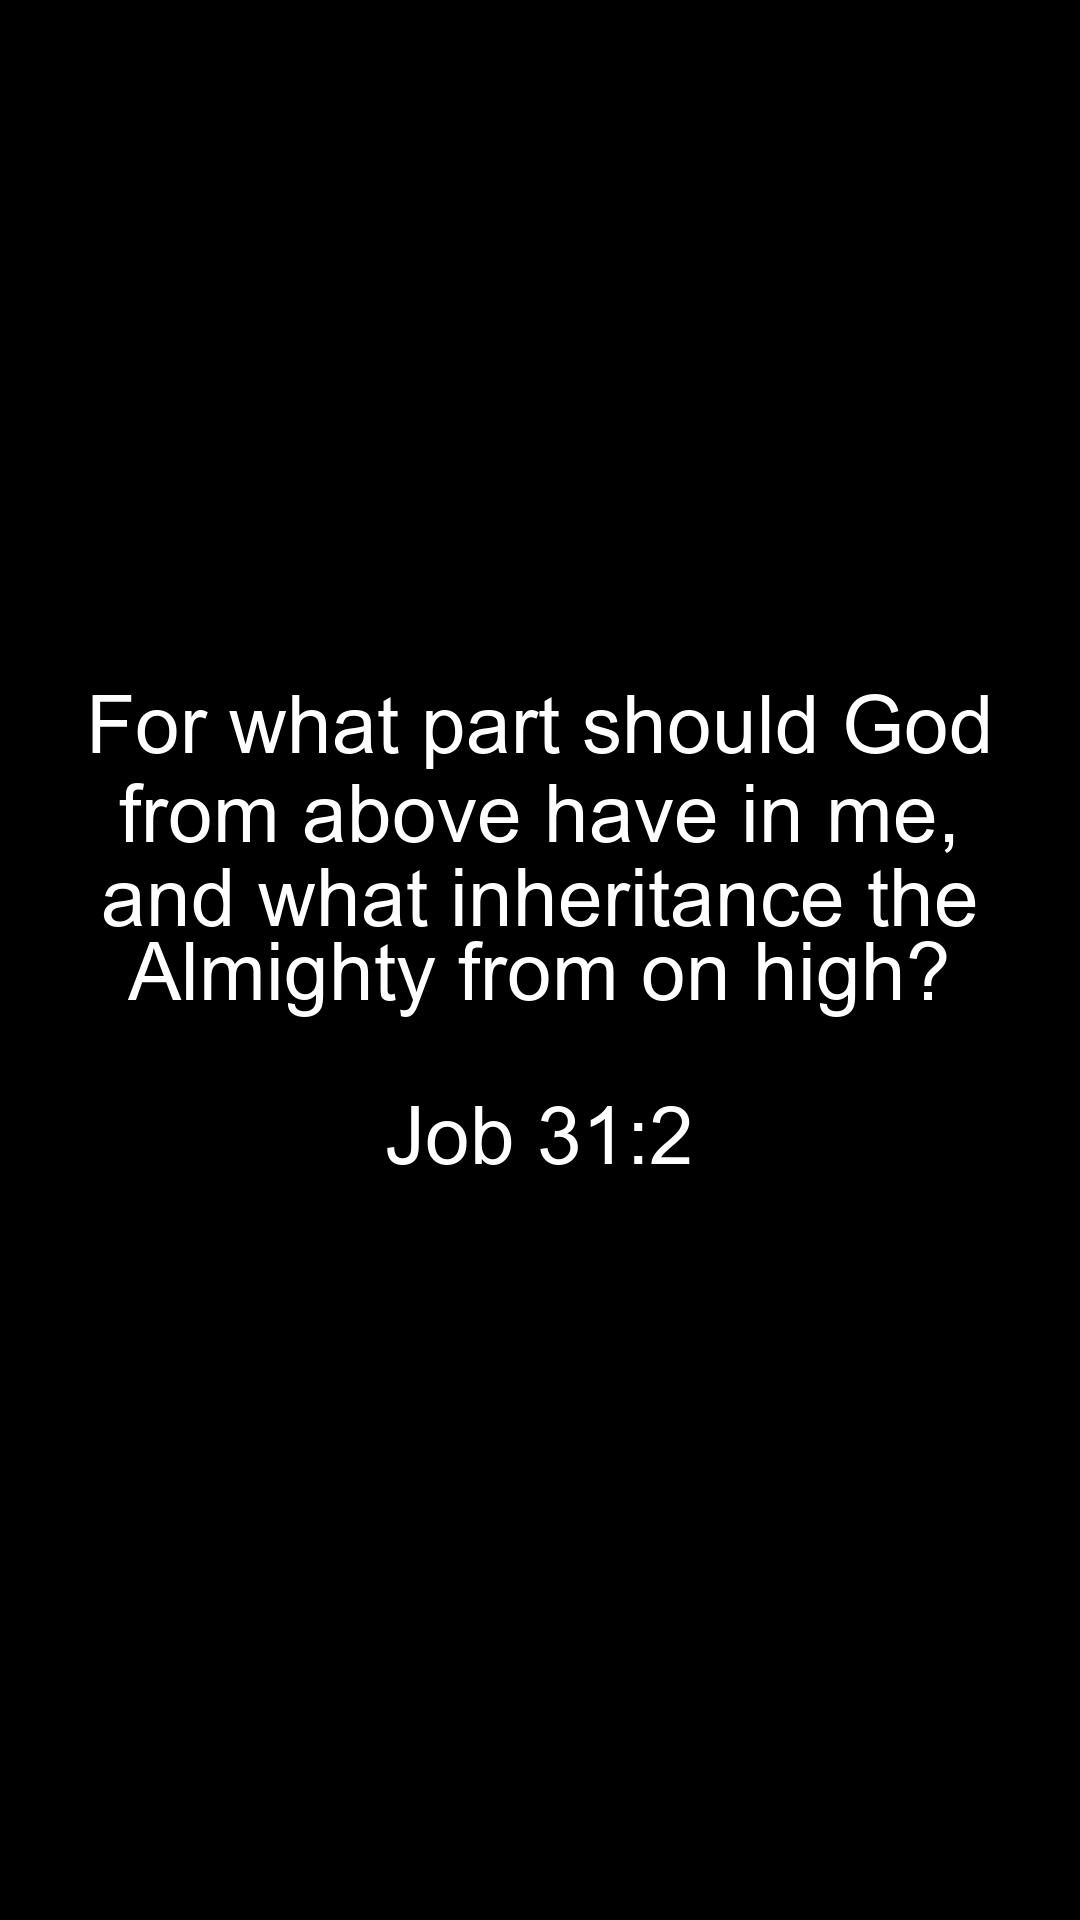 For what part should God
from above have in me,
and what inheritance the
Almighty from on high?
Job 31:2